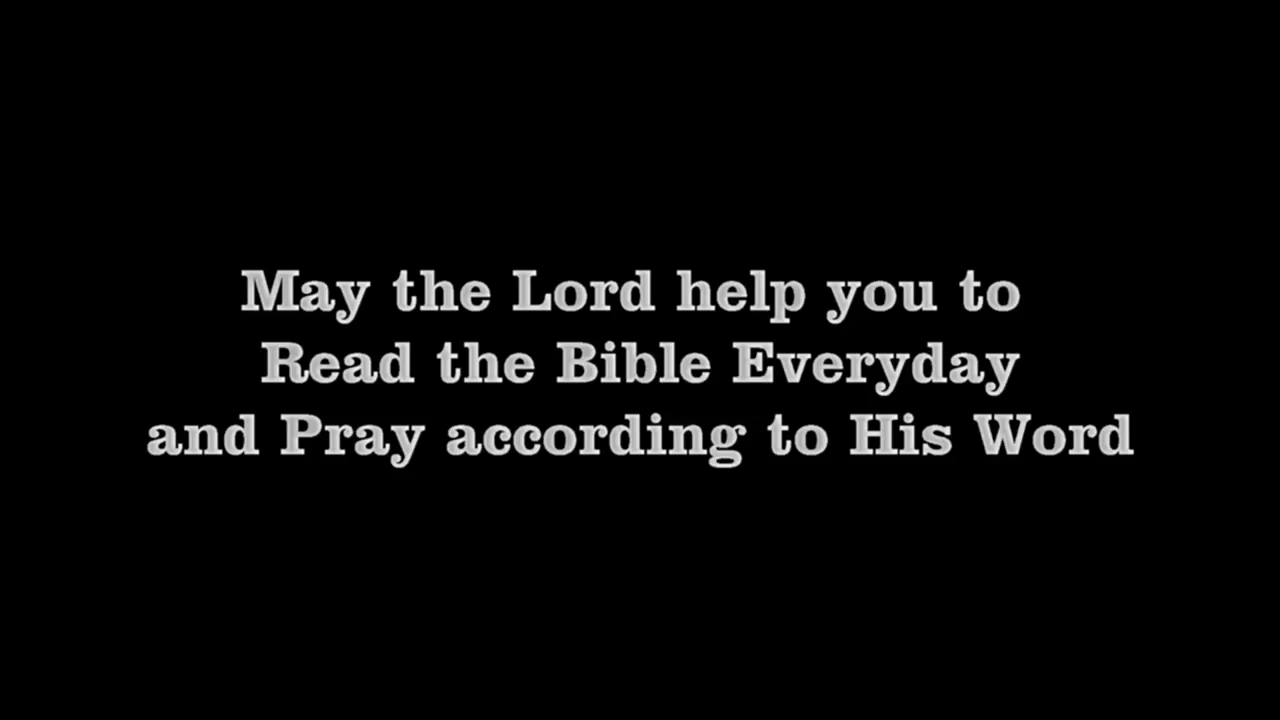 May the Lord help you to
Read the Bible Everyday
and Pray according to His Word